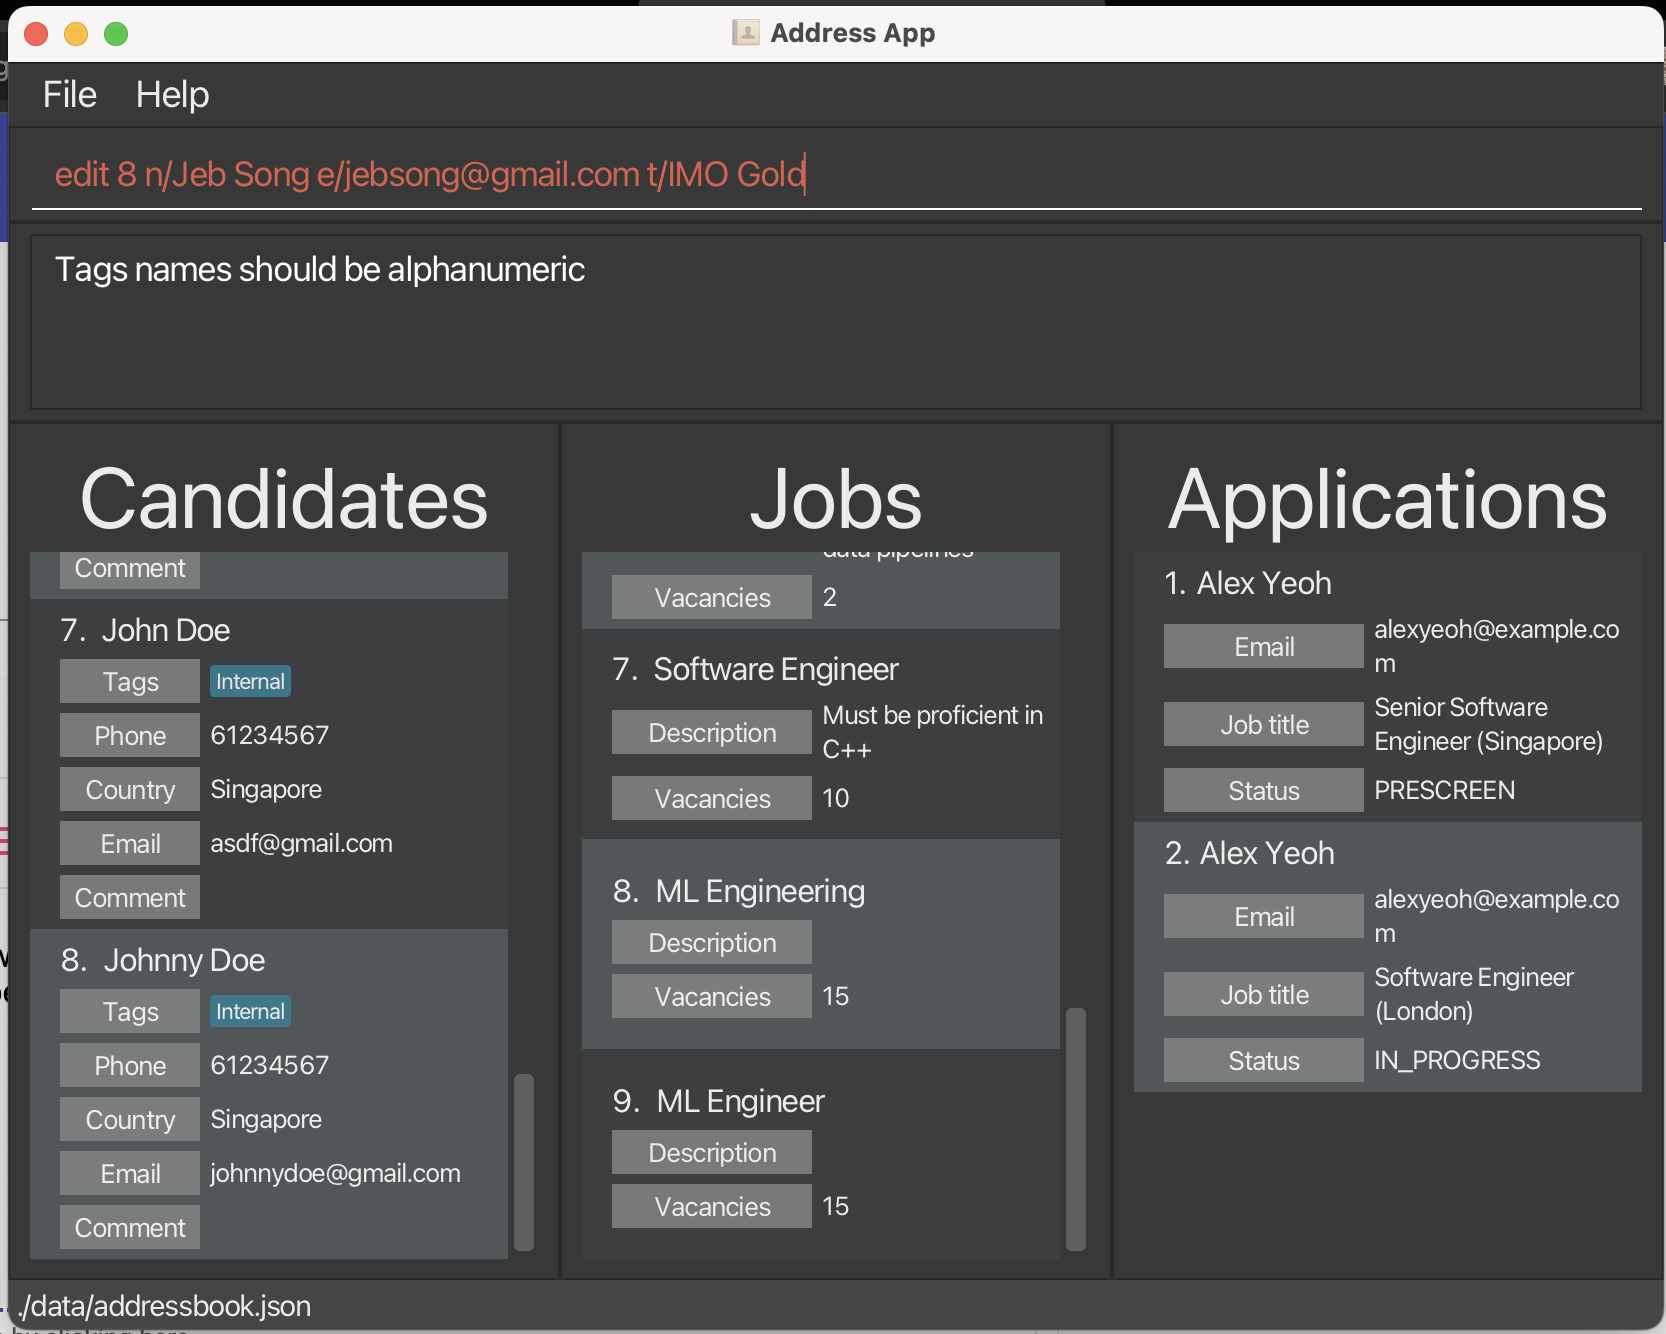 Address App
File Help
edit 8 n/Jeb Song e/jebsong@gmail.com t/IMO Gold
Tags names should be alphanumeric
Candidates
Comment
7. John Doe
Tags Internal
Phone 61234567
Country Singapore
Email asdf@gmail.com
Comment
8. Johnny Doe
Tags Internal
Phone 61234567
Country Singapore
Email johnnydoe@gmail.com
Comment
Jobs
data pipelines
Vacancies 2
7. Software Engineer
Description Must be proficient in
C++
Vacancies 10
8. ML Engineering
Description
Vacancies 15
9. ML Engineer
Description
Vacancies 15
Applications
1. Alex Yeoh
Email alexyeoh@example.co
m
Job title Senior Software
Engineer (Singapore)
Status PRESCREEN
2. Alex Yeoh
Email alexyeoh@example.co
m
Job title Software Engineer
(London)
Status IN_PROGRESS
./data/addressbook.json